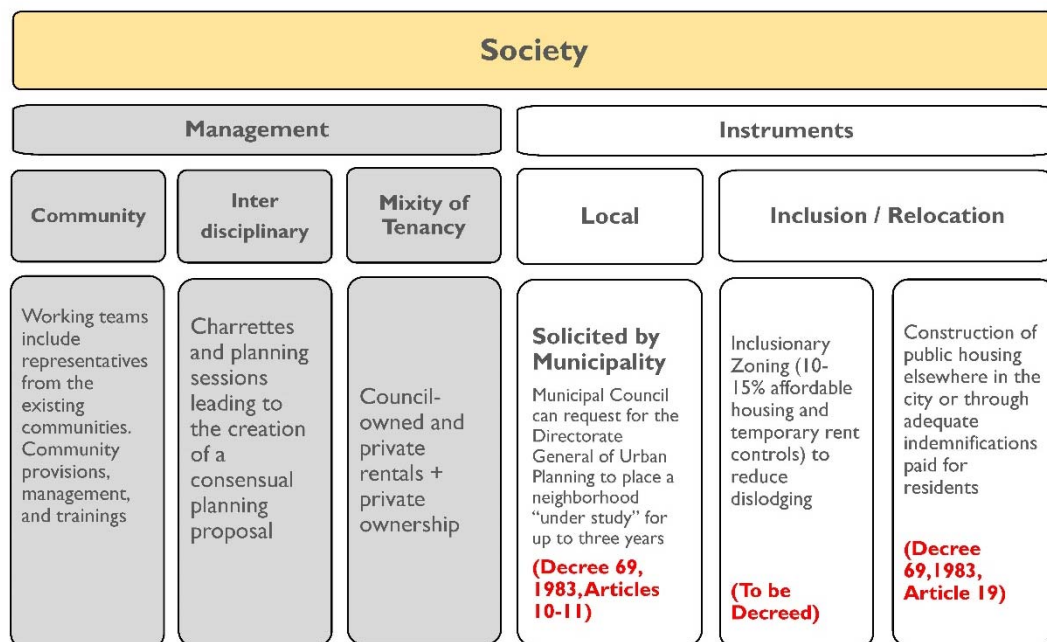 Society
Management
Instruments
Community
Inter
disciplinary
Mixity of
Tenancy
Local
Inclusion / Relocation
Working teams
include
representatives
from the
existing
communities.
Community
provisions,
management,
and trainings
Charrettes
and planning
sessions
leading to
the creation
of a
consensual
planning
proposal
Council-
owned and
private
rentals +
private
ownership
Solicited by
Municipality
Municipal Council
can request for the
Directorate
General of Urban
Planning to place a
neighborhood
“under study” for
up to three years
(Decree 69,
1983,Articles
10-11)
Inclusionary
Zoning (10-
15% affordable
housing and
temporary rent
controls) to
reduce
dislodging
(To be
Decreed)
Construction of
public housing
elsewhere in the
city or through
adequate
indemnifications
paid for
residents
(Decree
69,1983,
Article 19)